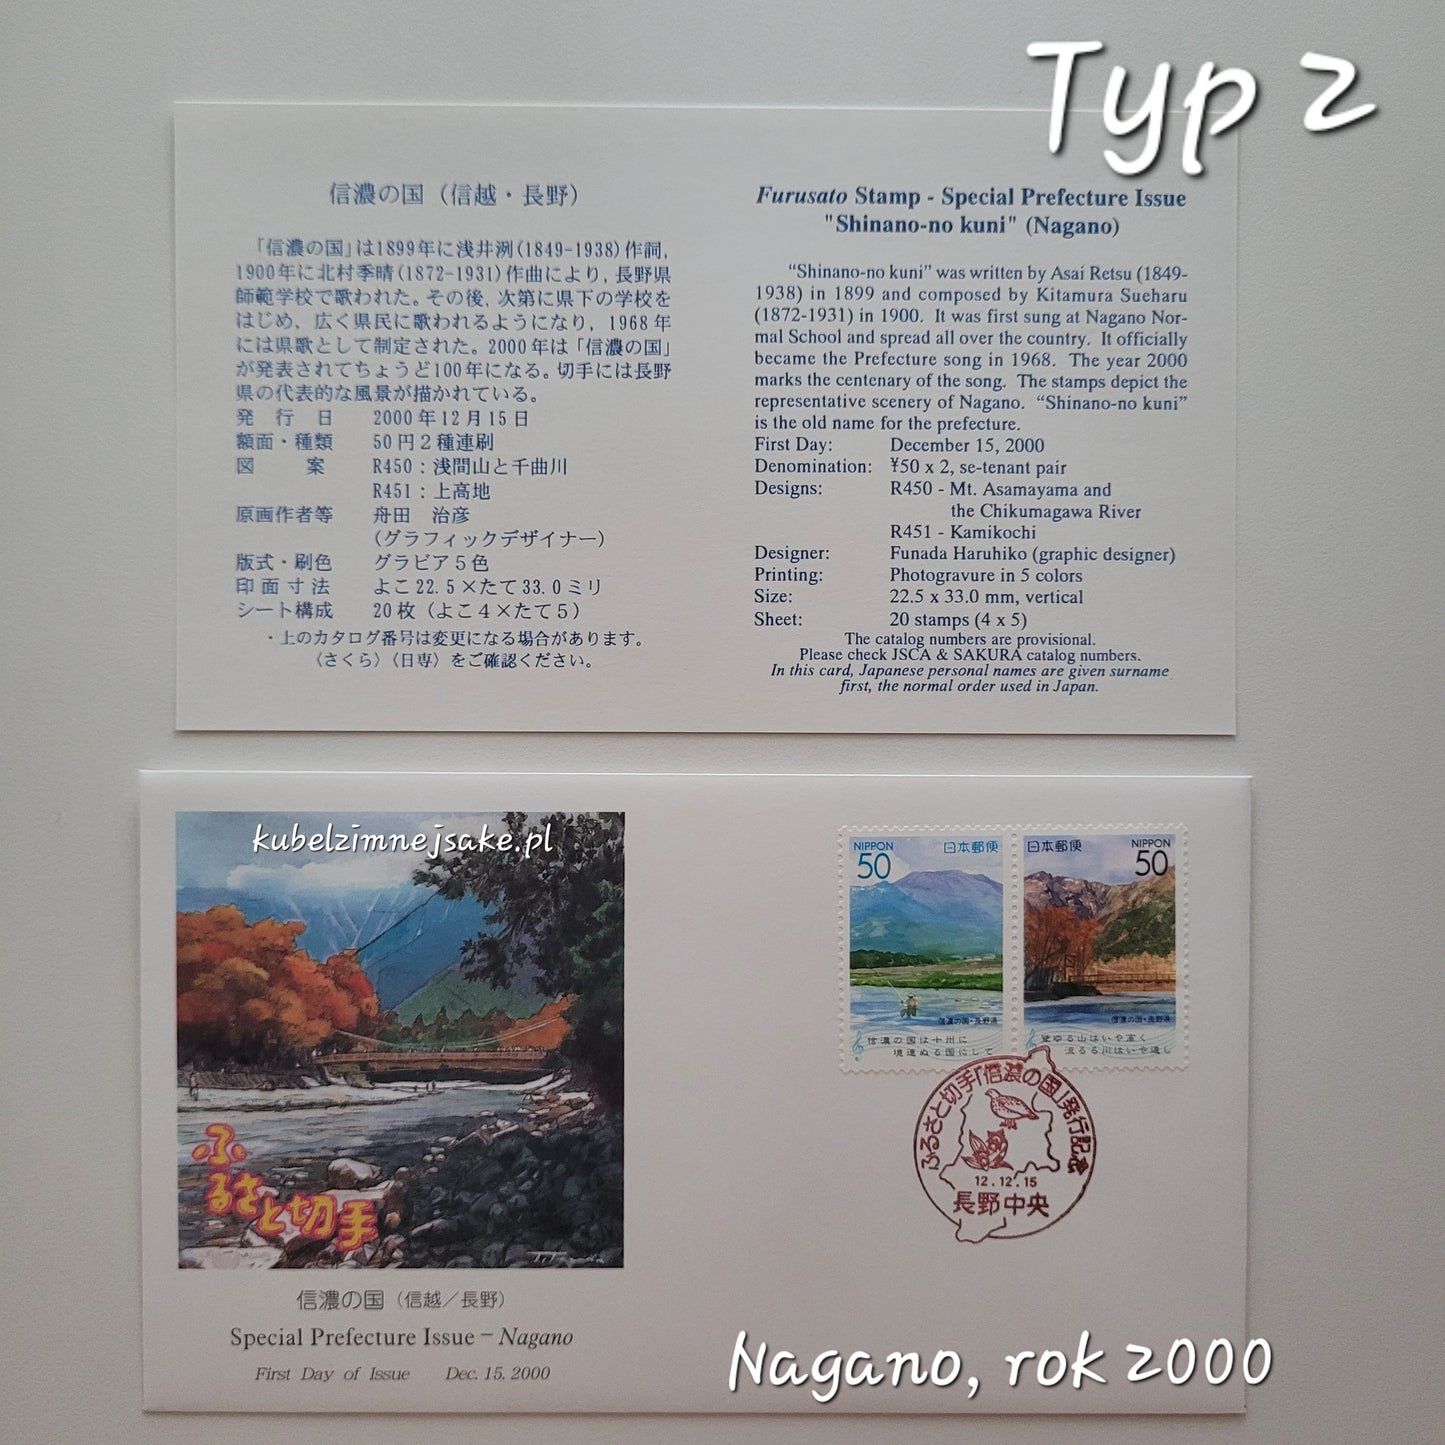 Typ 2
信濃の国（信越・長野）
「信濃の国」は1899年に浅井洌(1849-1938)作詞,
1900年に北村季晴(1872-1931)作曲により, 長野県
師範学校で歌われた。その後, 次第に県下の学校を
はじめ, 広く県民に歌われるようになり, 1968年
には県歌として制定された。2000年は「信濃の国」
が発表されてちょうど100年になる。切手には長野
県の代表的な風景が描かれている。
発行日 2000年12月15日
額面・種類 50円２種連刷
図案 R450：浅間山と千曲川
R451：上高地
原画作者等 舟田 治彦
（グラフィックデザイナー）
版式・刷色 グラビア５色
印面寸法 よこ22.5×たて33.0ミリ
シート構成 20枚（よこ４×たて５）
・上のカタログ番号は変更になる場合があります。
〈さくら〉〈日専〉をご確認ください。
Furusato Stamp - Special Prefecture Issue
"Shinano-no kuni" (Nagano)
“Shinano-no kuni” was written by Asai Retsu (1849-
1938) in 1899 and composed by Kitamura Sueharu
(1872-1931) in 1900. It was first sung at Nagano Nor-
mal School and spread all over the country. It officially
became the Prefecture song in 1968. The year 2000
marks the centenary of the song. The stamps depict the
representative scenery of Nagano. “Shinano-no kuni”
is the old name for the prefecture.
First Day: December 15, 2000
Denomination: ¥50 x 2, se-tenant pair
Designs: R450 - Mt. Asamayama and
the Chikumagawa River
R451 - Kamikochi
Designer: Funada Haruhiko (graphic designer)
Printing: Photogravure in 5 colors
Size: 22.5 x 33.0 mm, vertical
Sheet: 20 stamps (4 x 5)
The catalog numbers are provisional.
Please check JSCA & SAKURA catalog numbers.
In this card, Japanese personal names are given surname
first, the normal order used in Japan.
kubelzimnejsake.pl
ふるさと切手
信濃の国（信越／長野）
Special Prefecture Issue – Nagano
First Day of Issue Dec. 15. 2000
NIPPON
50
日本郵便
信濃の国・長野県
信濃の国は十州に
境連ぬる国にして
日本郵便
NIPPON
50
信濃の国・長野県
聳ゆる山はいや高く
流るる川はいや遠し
ふるさと切手「信濃の国」発行記念
12.12.15
長野中央
Nagano, rok 2000